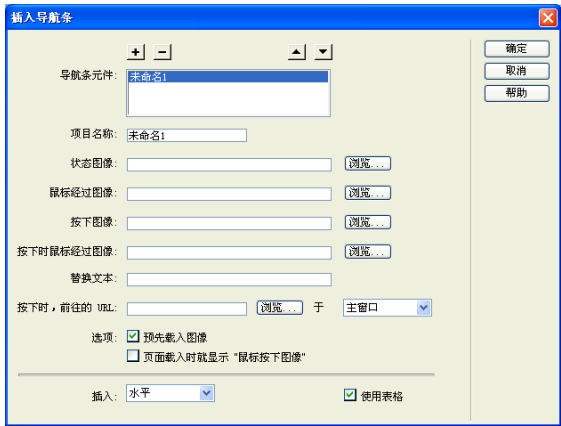 插入导航条
确定
取消
帮助
导航条元件: 未命名1
项目名称: 未命名1
状态图像: 浏览...
鼠标经过图像: 浏览...
按下图像: 浏览...
按下时鼠标经过图像: 浏览...
替换文本:
按下时，前往的 URL: 浏览... 于 主窗口
选项: 预先载入图像
页面载入时就显示 "鼠标按下图像"
插入: 水平 使用表格